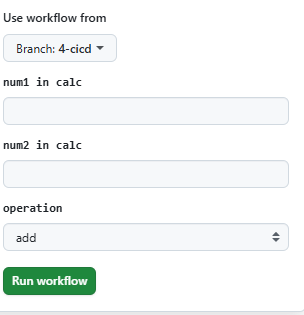 Use workflow from
Branch: 4-cicd
num1 in calc
num2 in calc
operation
add
Run workflow